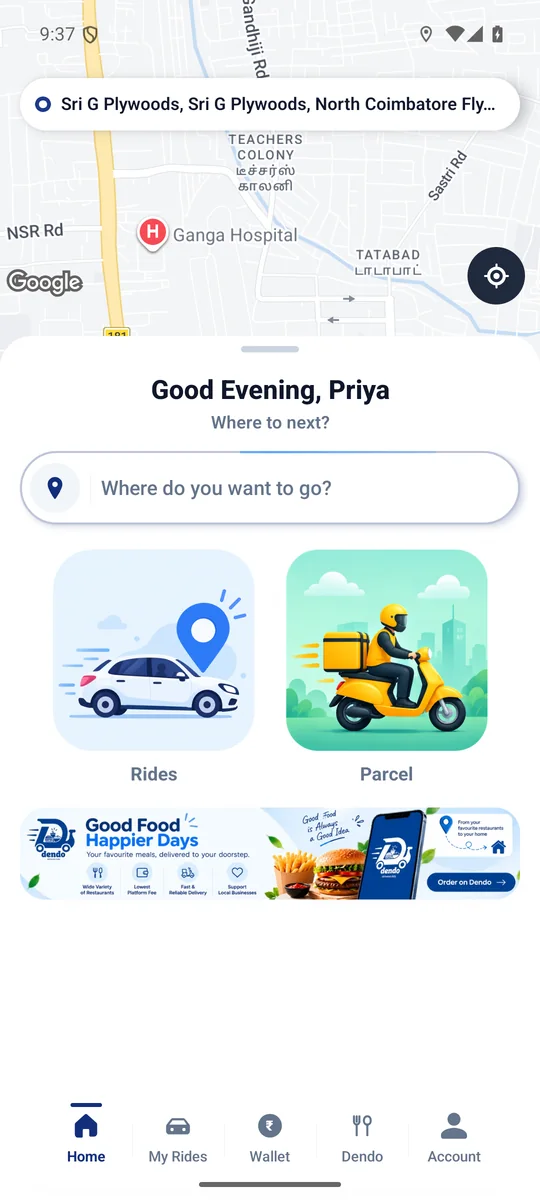 9:37
Gandhiji Rd
Sri G Plywoods, Sri G Plywoods, North Coimbatore Fly...
TEACHERS
COLONY
டீச்சர்ஸ்
காலனி
Sastri Rd
NSR Rd
H
Ganga Hospital
TATABAD
டாடாபாட்
Google
181
Good Evening, Priya
Where to next?
Where do you want to go?
Rides
Parcel
dendo
Good Food
Happier Days
Your favourite meals, delivered to your doorstep.
Wide Variety
of Restaurants
Lowest
Platform Fee
Fast &
Reliable Delivery
Support
Local Businesses
Good Food
is Always
a Good Idea
dendo
From your
favourite restaurants
to your home
Order on Dendo →
Home
My Rides
₹
Wallet
Dendo
Account